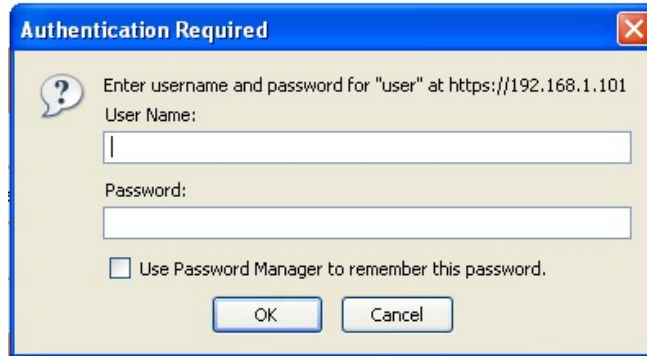 Authentication Required
Enter username and password for "user" at https://192.168.1.101
User Name:
Password:
Use Password Manager to remember this password.
OK
Cancel